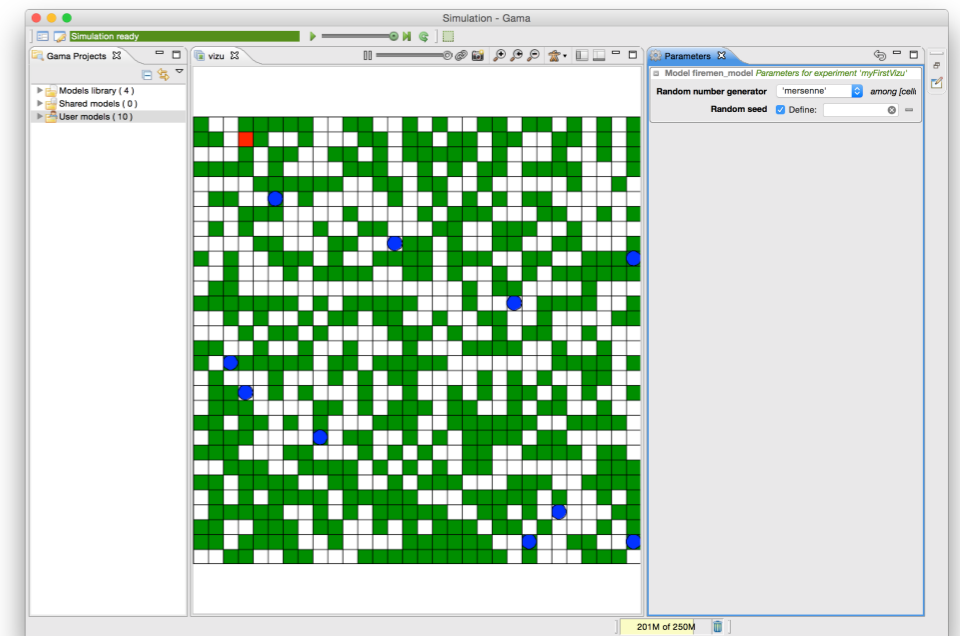 Simulation - Gama
Simulation ready
Gama Projects
vizu
Parameters
Model firemen_model Parameters for experiment 'myFirstVizu'
Models library ( 4 )
Shared models ( 0 )
User models ( 10 )
Random number generator 'mersenne' among [cell
Random seed Define:
201M of 250M